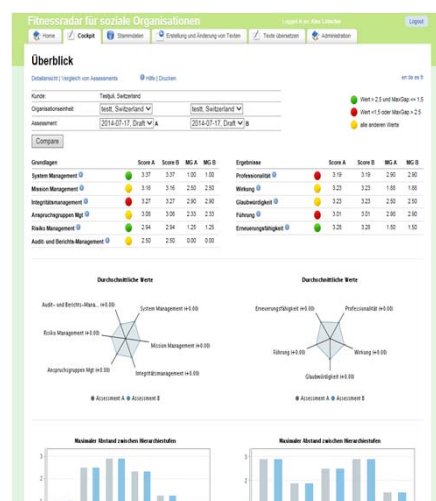 Fitnessradar für soziale Organisationen
Logout
Home Cockpit Stammdaten Erstellung und Änderung von Texten Texte übersetzen Administration
Überblick
Detailansicht | Vergleich von Assessments Hilfe | Drucken
en de es fr
Kunde: Testjuli, Switzerland
Organisationseinheit: testt, Switzerland testt, Switzerland
Assessment: 2014-07-17, Draft A 2014-07-17, Draft B
Wert > 2,5 und MaxGap <= 1,5
Wert <1,5 oder MaxGap > 2.5
alle anderen Werte
Compare
Grundlagen Score A Score B MG A MG B
System Management 3.37 3.37 1.00 1.00
Mission Management 3.16 3.16 2.50 2.50
Integritätsmanagement 3.27 3.27 2.90 2.90
Anspruchsgruppen Mgt 3.08 3.08 2.33 2.33
Risiko Management 2.94 2.94 1.25 1.25
Audit- und Berichts-Management 2.50 2.50 0.00 0.00
Ergebnisse Score A Score B MG A MG B
Professionalität 3.19 3.19 2.90 2.90
Wirkung 3.23 3.23 1.88 1.88
Glaubwürdigkeit 3.23 3.23 2.50 2.50
Führung 3.01 3.01 2.90 2.90
Erneuerungsfähigkeit 3.28 3.28 1.50 1.50
Durchschnittliche Werte
Audit- und Berichts-Mana... (+0.00)
System Management (+0.00)
Risiko Management (+0.00)
Mission Management (+0.00)
Anspruchsgruppen Mgt (+0.00)
Integritätsmanagement (+0.00)
Assessment A Assessment B
Durchschnittliche Werte
Erneuerungsfähigkeit (+0.00)
Professionalität (+0.00)
Führung (+0.00)
Wirkung (+0.00)
Glaubwürdigkeit (+0.00)
Assessment A Assessment B
Maximaler Abstand zwischen Hierarchiestufen
3
2
Maximaler Abstand zwischen Hierarchiestufen
3
2